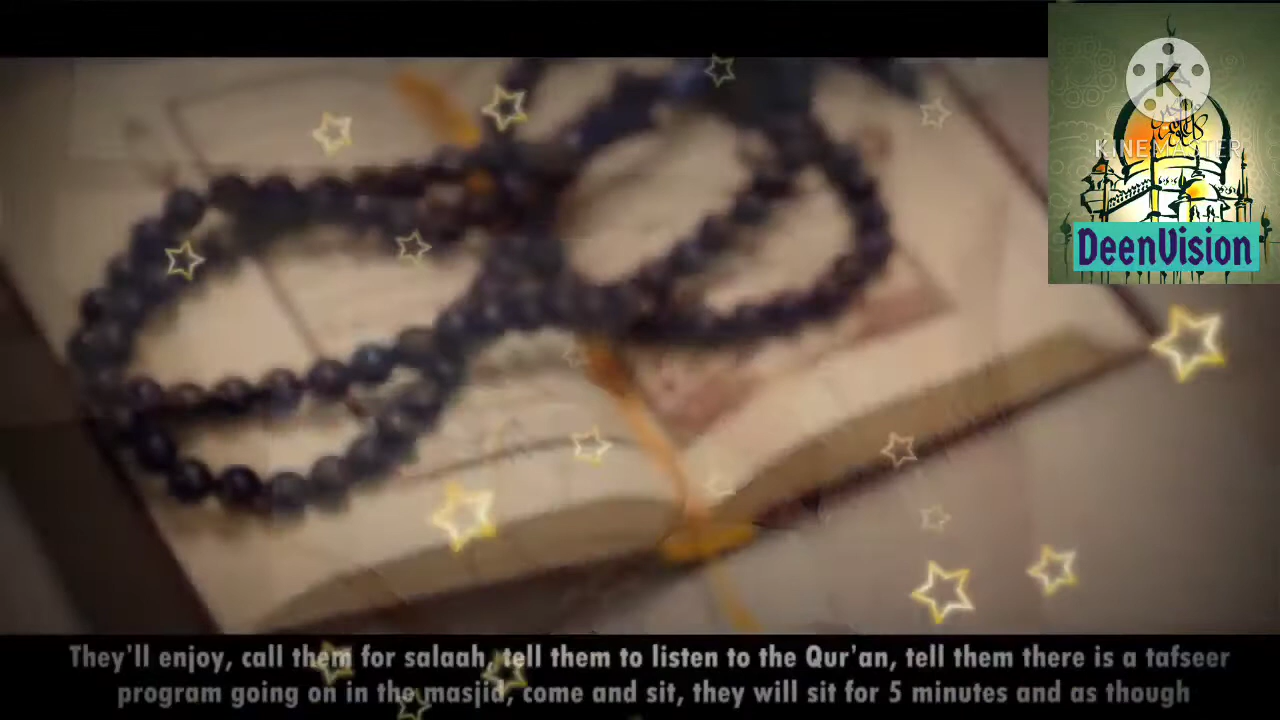 K
KINEMASTER
DeenVision
They'll enjoy, call them for salaah, tell them to listen to the Qur'an, tell them there is a tafseer
program going on in the masjid, come and sit, they will sit for 5 minutes and as though